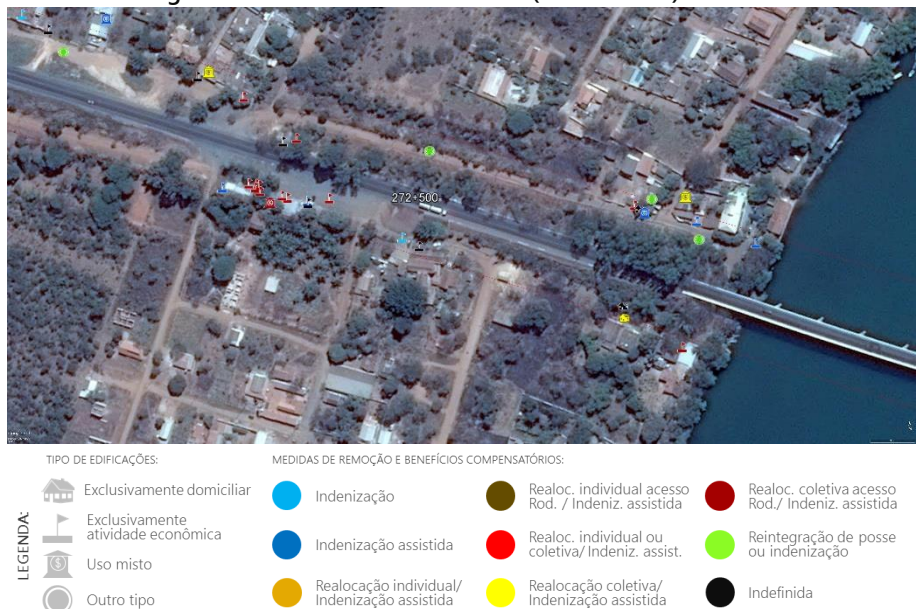 272+500
TIPO DE EDIFICAÇÕES:
MEDIDAS DE REMOÇÃO E BENEFÍCIOS COMPENSATÓRIOS:
LEGENDA:
Exclusivamente domiciliar
Exclusivamente
atividade econômica
Uso misto
Outro tipo
Indenização
Indenização assistida
Realocação individual/
Indenização assistida
Realoc. individual acesso
Rod. / Indeniz. assistida
Realoc. individual ou
coletiva/ Indeniz. assist.
Realocação coletiva/
Indenização assistida
Realoc. coletiva acesso
Rod./ Indeniz. assistida
Reintegração de posse
ou indenização
Indefinida